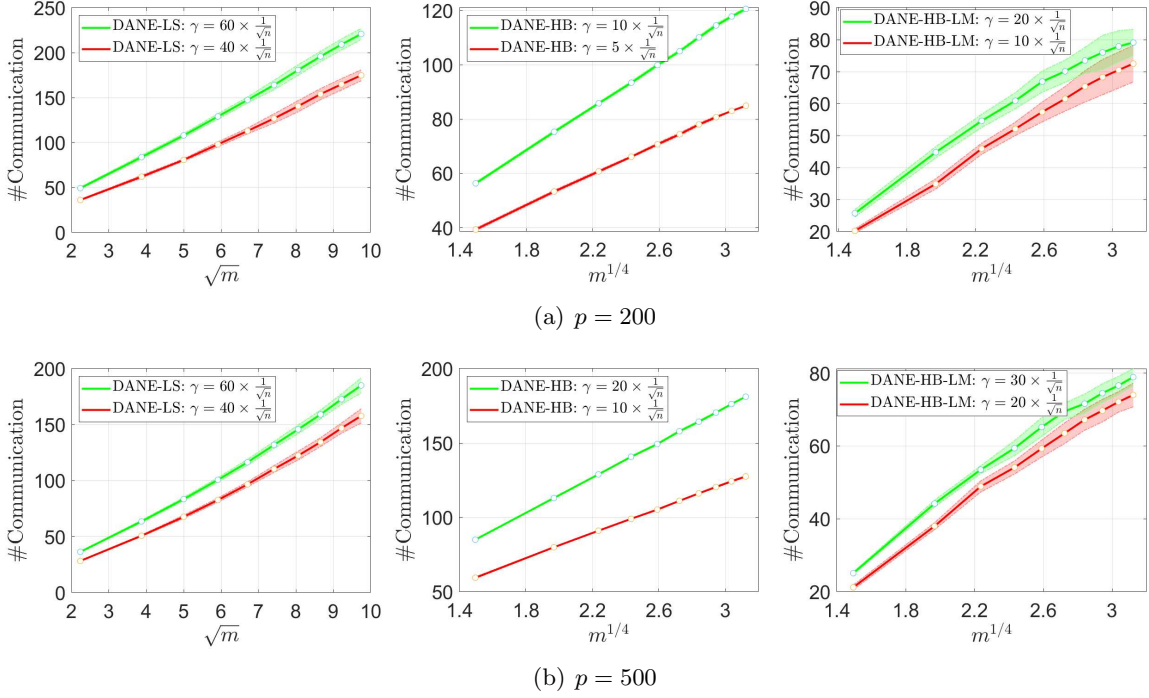 DANE-LS: γ = 60 × 1/√n
DANE-LS: γ = 40 × 1/√n
#Communication
250
200
150
100
50
0
2 3 4 5 6 7 8 9 10
√m
DANE-HB: γ = 10 × 1/√n
DANE-HB: γ = 5 × 1/√n
#Communication
120
100
80
60
40
1.4 1.8 2.2 2.6 3
m^{1/4}
DANE-HB-LM: γ = 20 × 1/√n
DANE-HB-LM: γ = 10 × 1/√n
#Communication
90
80
70
60
50
40
30
20
1.4 1.8 2.2 2.6 3
m^{1/4}
(a) p = 200
DANE-LS: γ = 60 × 1/√n
DANE-LS: γ = 40 × 1/√n
#Communication
200
150
100
50
0
2 3 4 5 6 7 8 9 10
√m
DANE-HB: γ = 20 × 1/√n
DANE-HB: γ = 10 × 1/√n
#Communication
200
150
100
50
1.4 1.8 2.2 2.6 3
m^{1/4}
DANE-HB-LM: γ = 30 × 1/√n
DANE-HB-LM: γ = 20 × 1/√n
#Communication
80
60
40
20
1.4 1.8 2.2 2.6 3
m^{1/4}
(b) p = 500